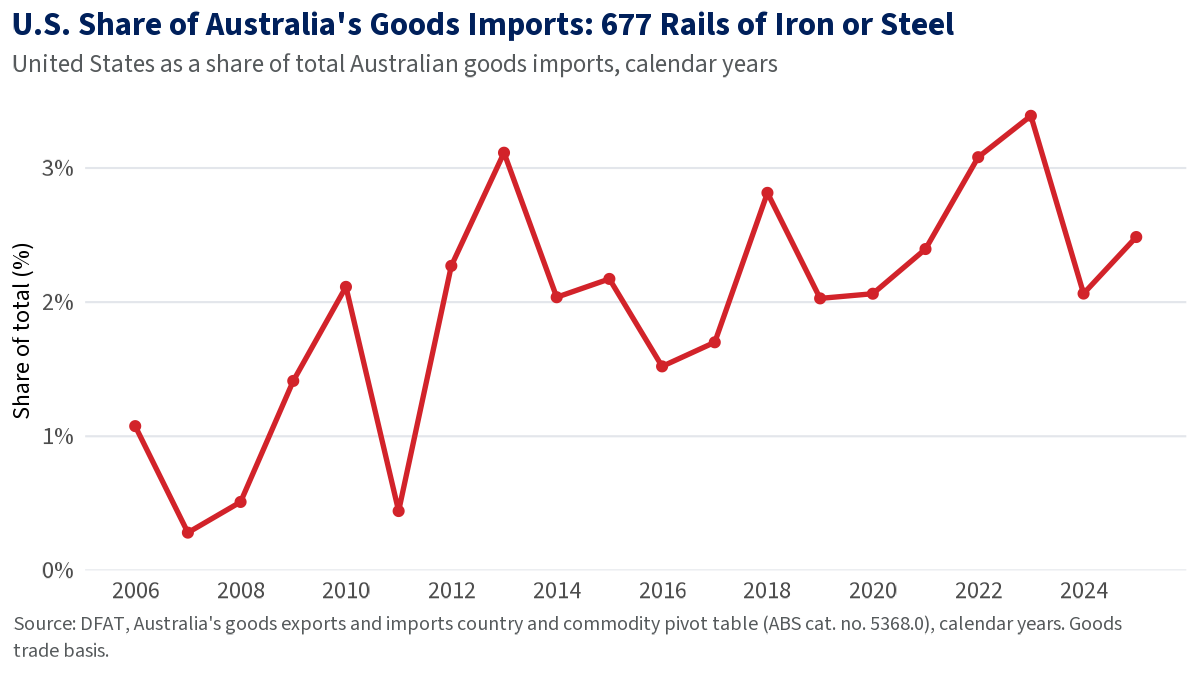 U.S. Share of Australia's Goods Imports: 677 Rails of Iron or Steel
United States as a share of total Australian goods imports, calendar years
Share of total (%)
3%
2%
1%
0%
2006 2008 2010 2012 2014 2016 2018 2020 2022 2024
Source: DFAT, Australia's goods exports and imports country and commodity pivot table (ABS cat. no. 5368.0), calendar years. Goods
trade basis.